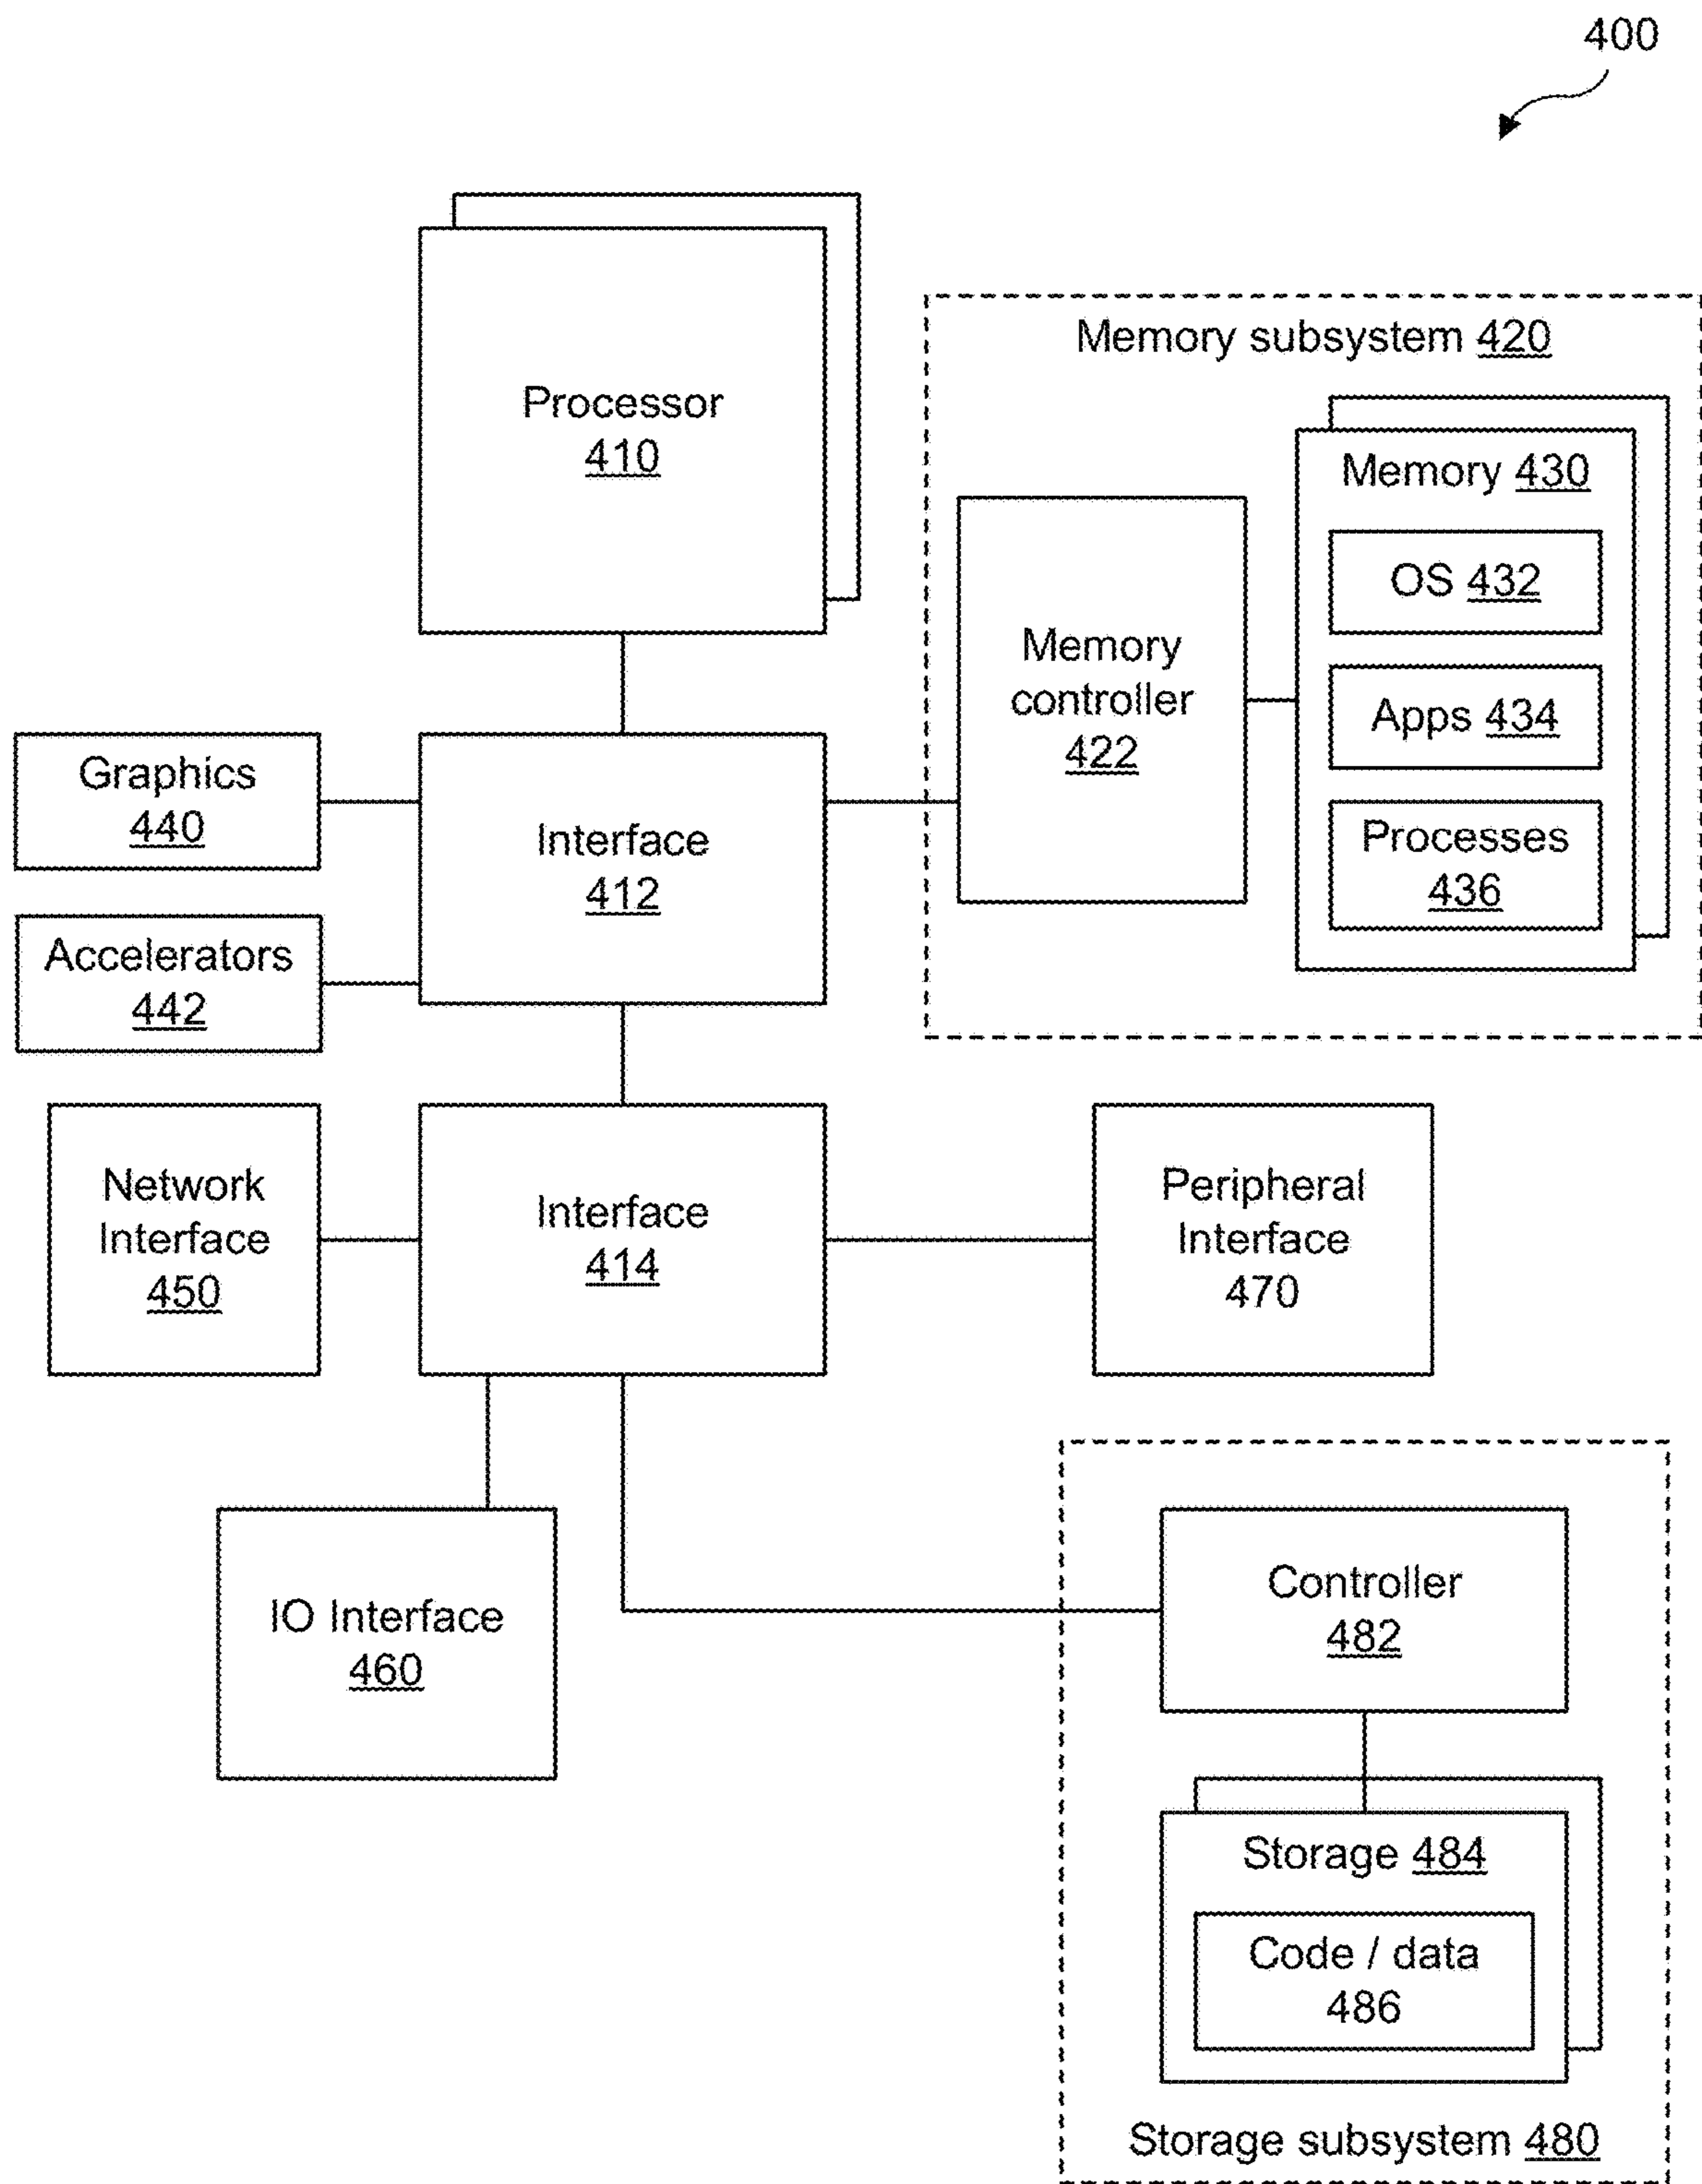 400
Processor
410
Memory subsystem 420
Memory 430
OS 432
Apps 434
Processes
436
Memory
controller
422
Graphics
440
Interface
412
Accelerators
442
Network
Interface
450
Interface
414
Peripheral
Interface
470
IO Interface
460
Controller
482
Storage 484
Code / data
486
Storage subsystem 480